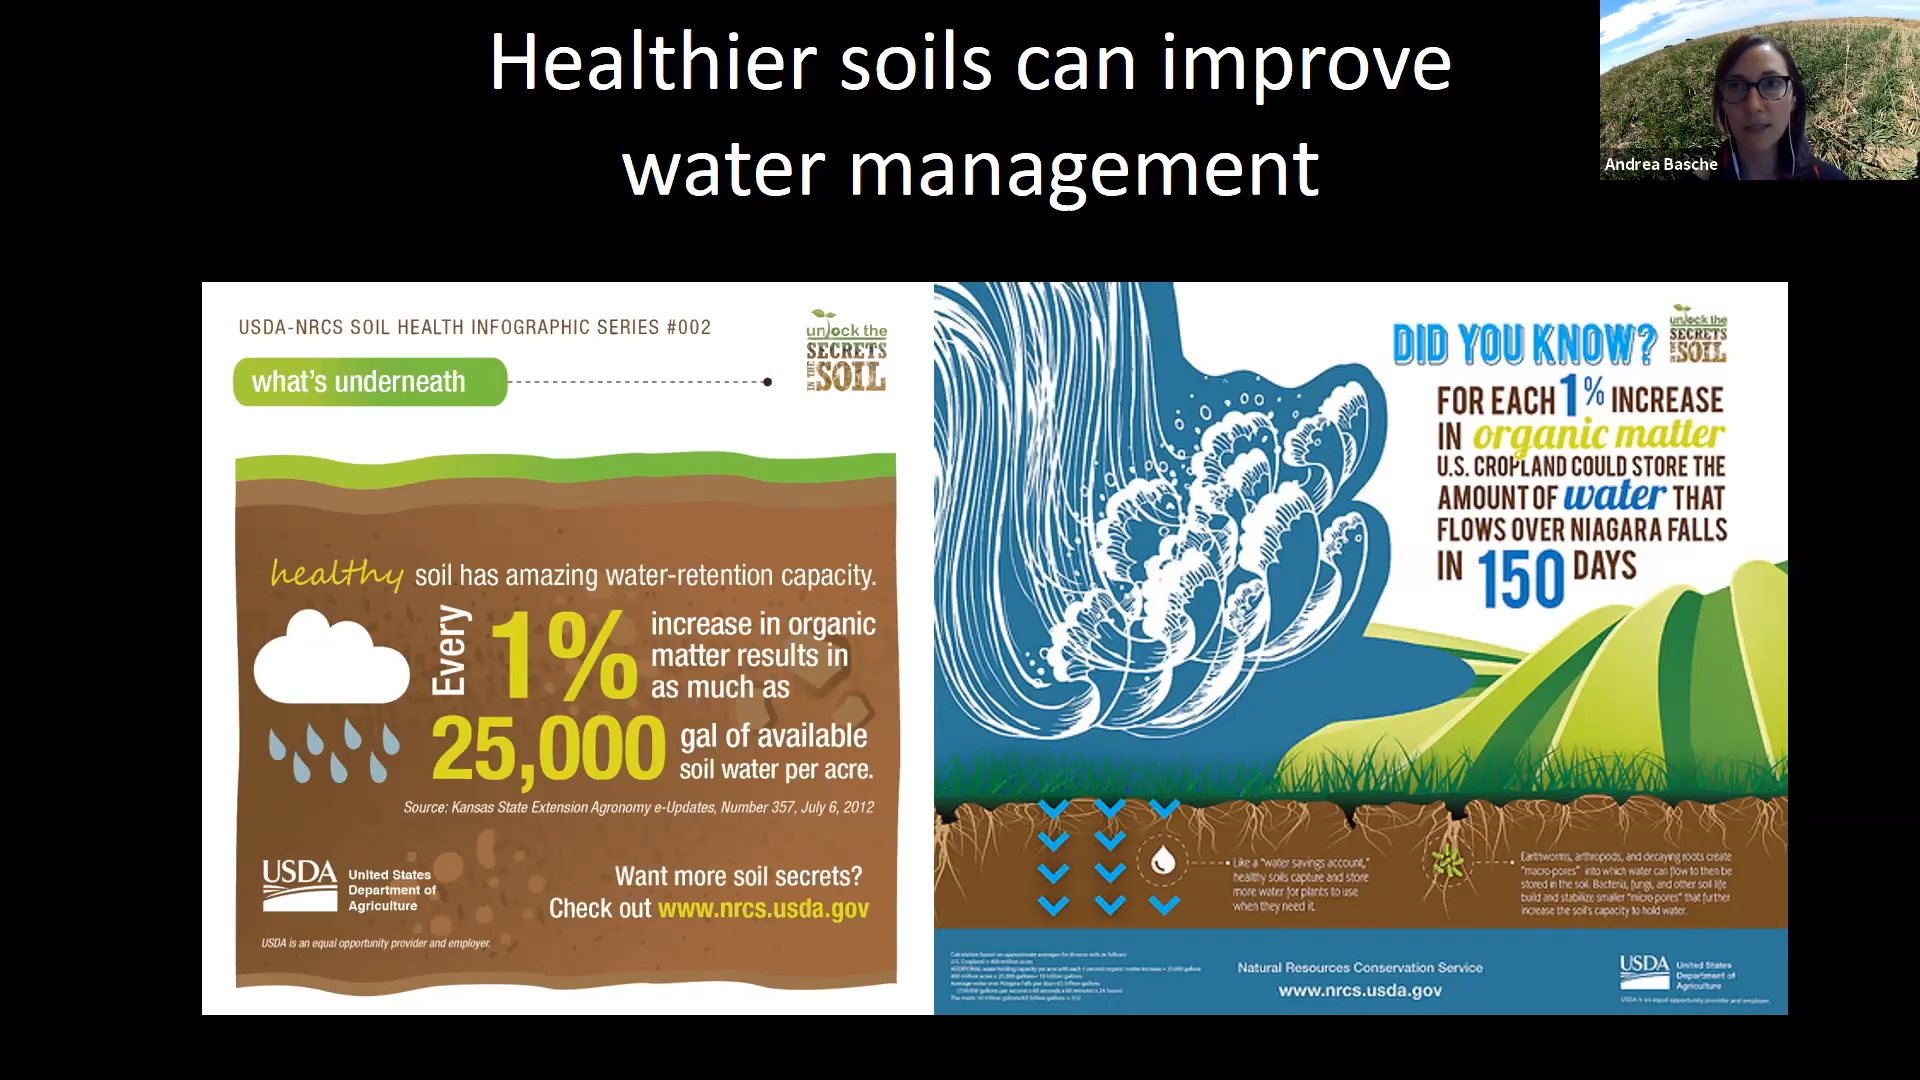 Healthier soils can improve
water management
Andrea Basche
USDA-NRCS SOIL HEALTH INFOGRAPHIC SERIES #002
unlock the
SECRETS
IN THE
SOIL
what's underneath
healthy soil has amazing water-retention capacity.
Every
1%
increase in organic
matter results in
as much as
25,000
gal of available
soil water per acre.
Source: Kansas State Extension Agronomy e-Updates, Number 357, July 6, 2012
USDA
United States
Department of
Agriculture
Want more soil secrets?
Check out www.nrcs.usda.gov
USDA is an equal opportunity provider and employer.
DID YOU KNOW?
unlock the
SECRETS
IN THE
SOIL
FOR EACH 1% INCREASE
IN organic matter
U.S. CROPLAND COULD STORE THE
AMOUNT OF water THAT
FLOWS OVER NIAGARA FALLS
IN 150 DAYS
Like a "water savings account,"
healthy soils capture and store
more water for plants to use
when they need it.
Earthworms, arthropods, and decaying roots create
"macro-pores" into which water can flow to then be
stored in the soil. Bacteria, fungi, and other soil life
build and stabilize smaller "micro pores" that further
increase the soil's capacity to hold water.
Natural Resources Conservation Service
www.nrcs.usda.gov
USDA
United States
Department of
Agriculture
USDA is an equal opportunity provider and employer.